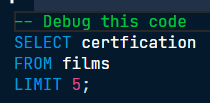 -- Debug this code
SELECT certfication
FROM films
LIMIT 5;